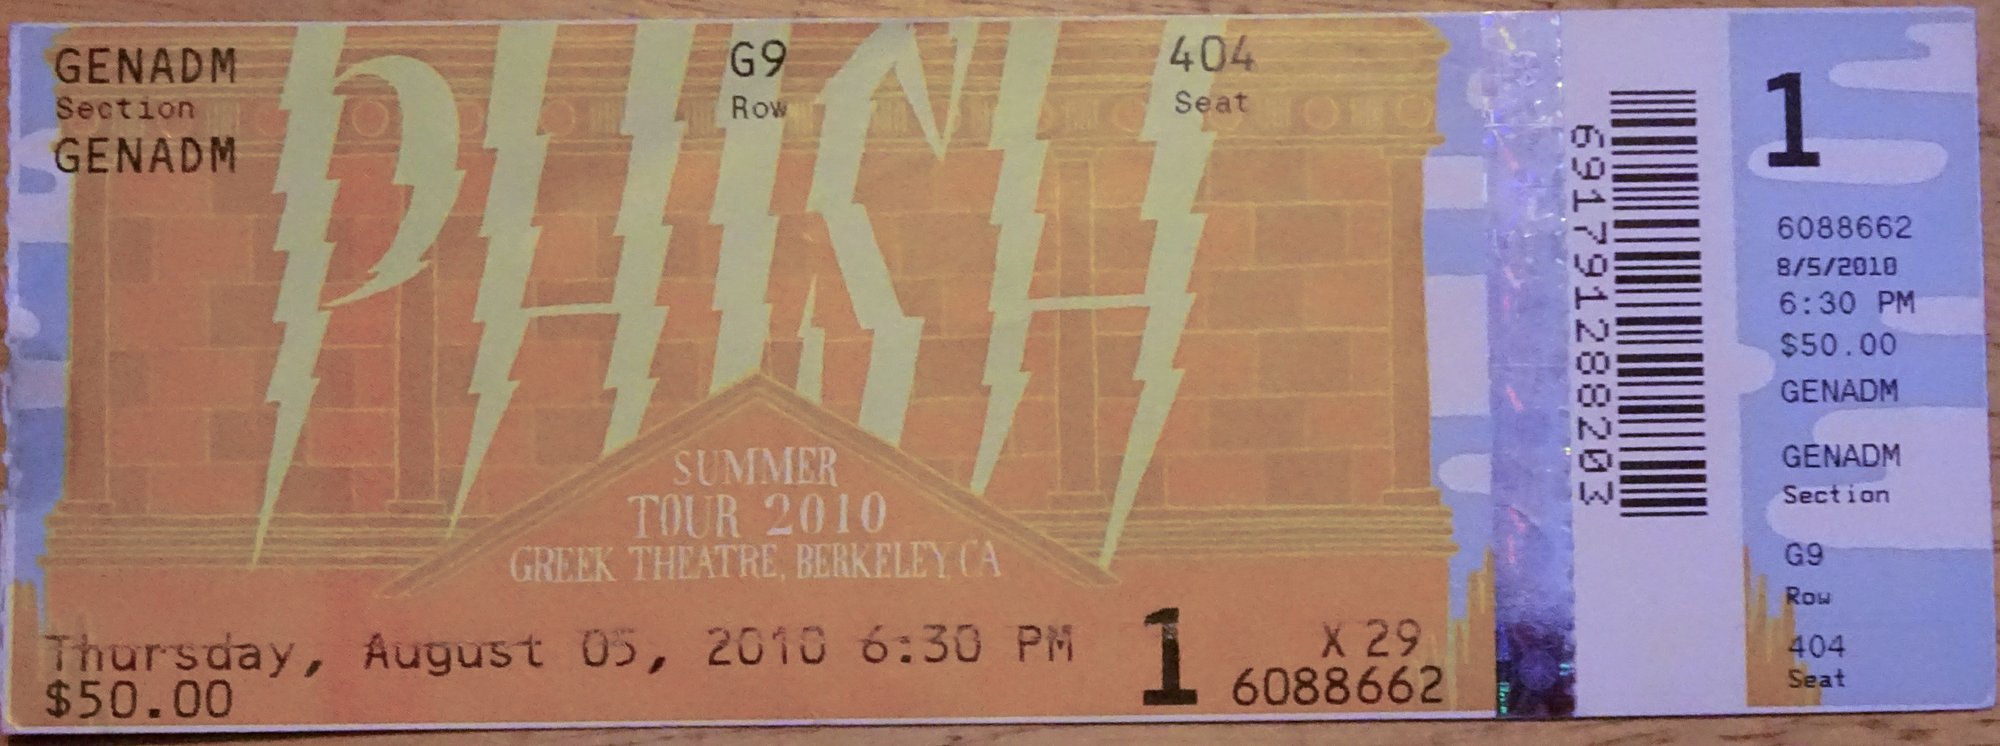 GENADM
Section
GENADM
G9
Row
404
Seat
PHISH
SUMMER
TOUR 2010
GREEK THEATRE, BERKELEY, CA
Thursday, August 05, 2010 6:30 PM
$50.00
1
X 29
6088662
691791288203
1
6088662
8/5/2010
6:30 PM
$50.00
GENADM
GENADM
Section
G9
Row
404
Seat